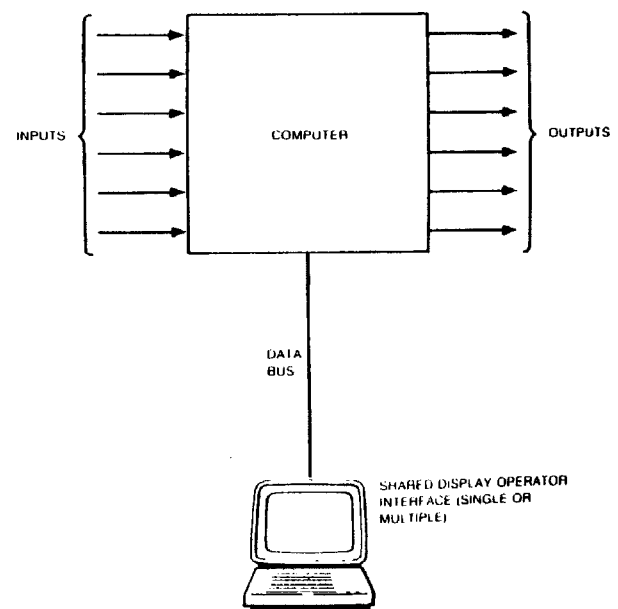 INPUTS
COMPUTER
OUTPUTS
DATA
BUS
SHARED DISPLAY OPERATOR
INTERFACE (SINGLE OR
MULTIPLE)